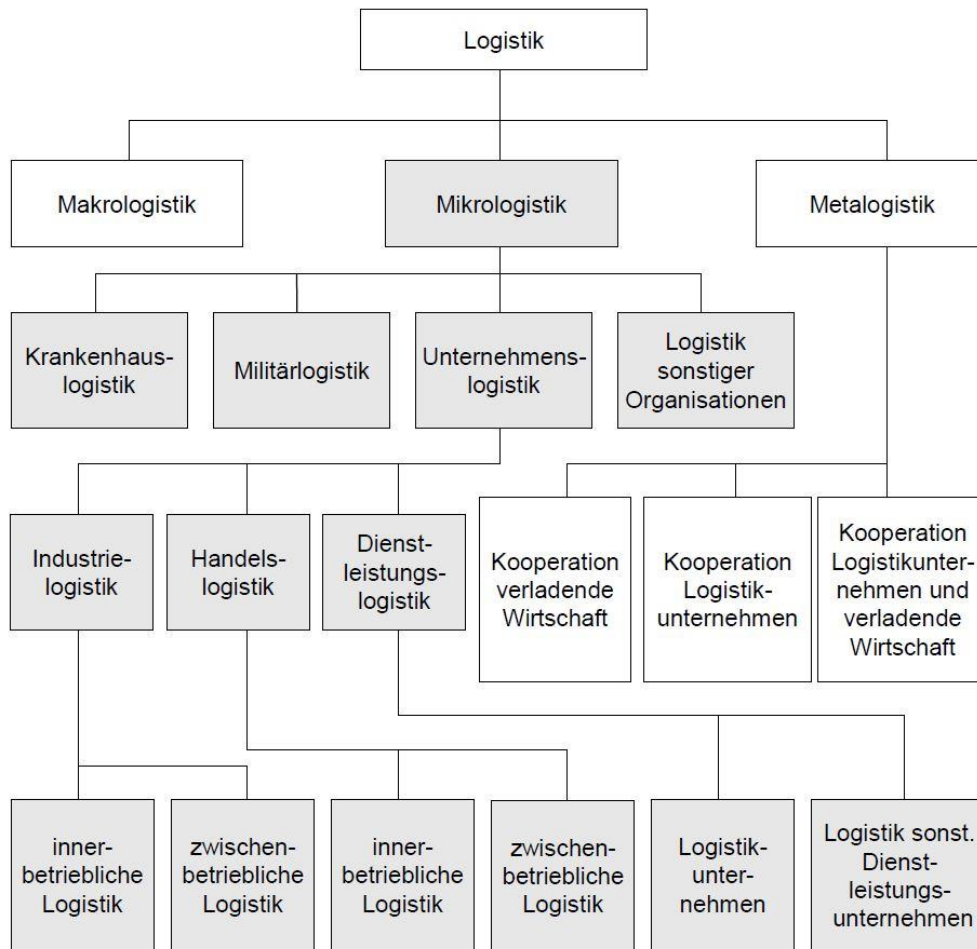 Logistik
Makrologistik
Mikrologistik
Metalogistik
Krankenhaus-
logistik
Militärlogistik
Unternehmens-
logistik
Logistik
sonstiger
Organisationen
Industrie-
logistik
Handels-
logistik
Dienst-
leistungs-
logistik
Kooperation
verladende
Wirtschaft
Kooperation
Logistik-
unternehmen
Kooperation
Logistikunter-
nehmen und
verladende
Wirtschaft
inner-
betriebliche
Logistik
zwischen-
betriebliche
Logistik
inner-
betriebliche
Logistik
zwischen-
betriebliche
Logistik
Logistik-
unter-
nehmen
Logistik sonst.
Dienst-
leistungs-
unternehmen